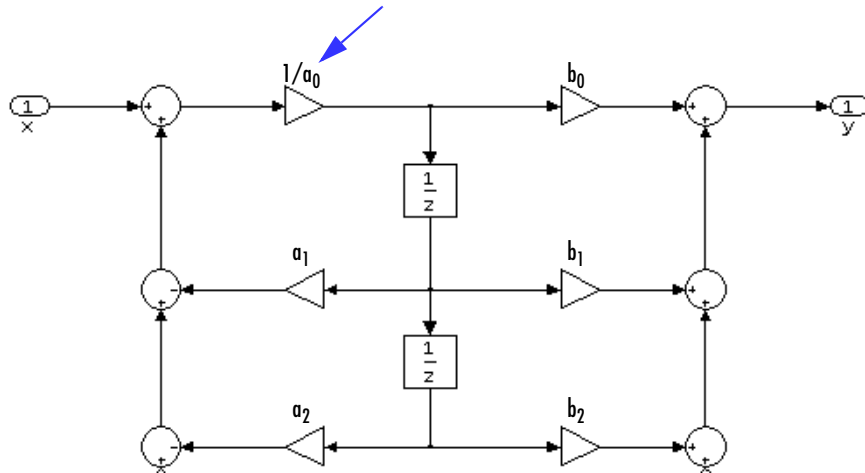 1/a0
b0
1
x
1
y
+
+
+
+
1
z
a1
b1
-
+
+
+
1
z
a2
b2
-
+
+
+